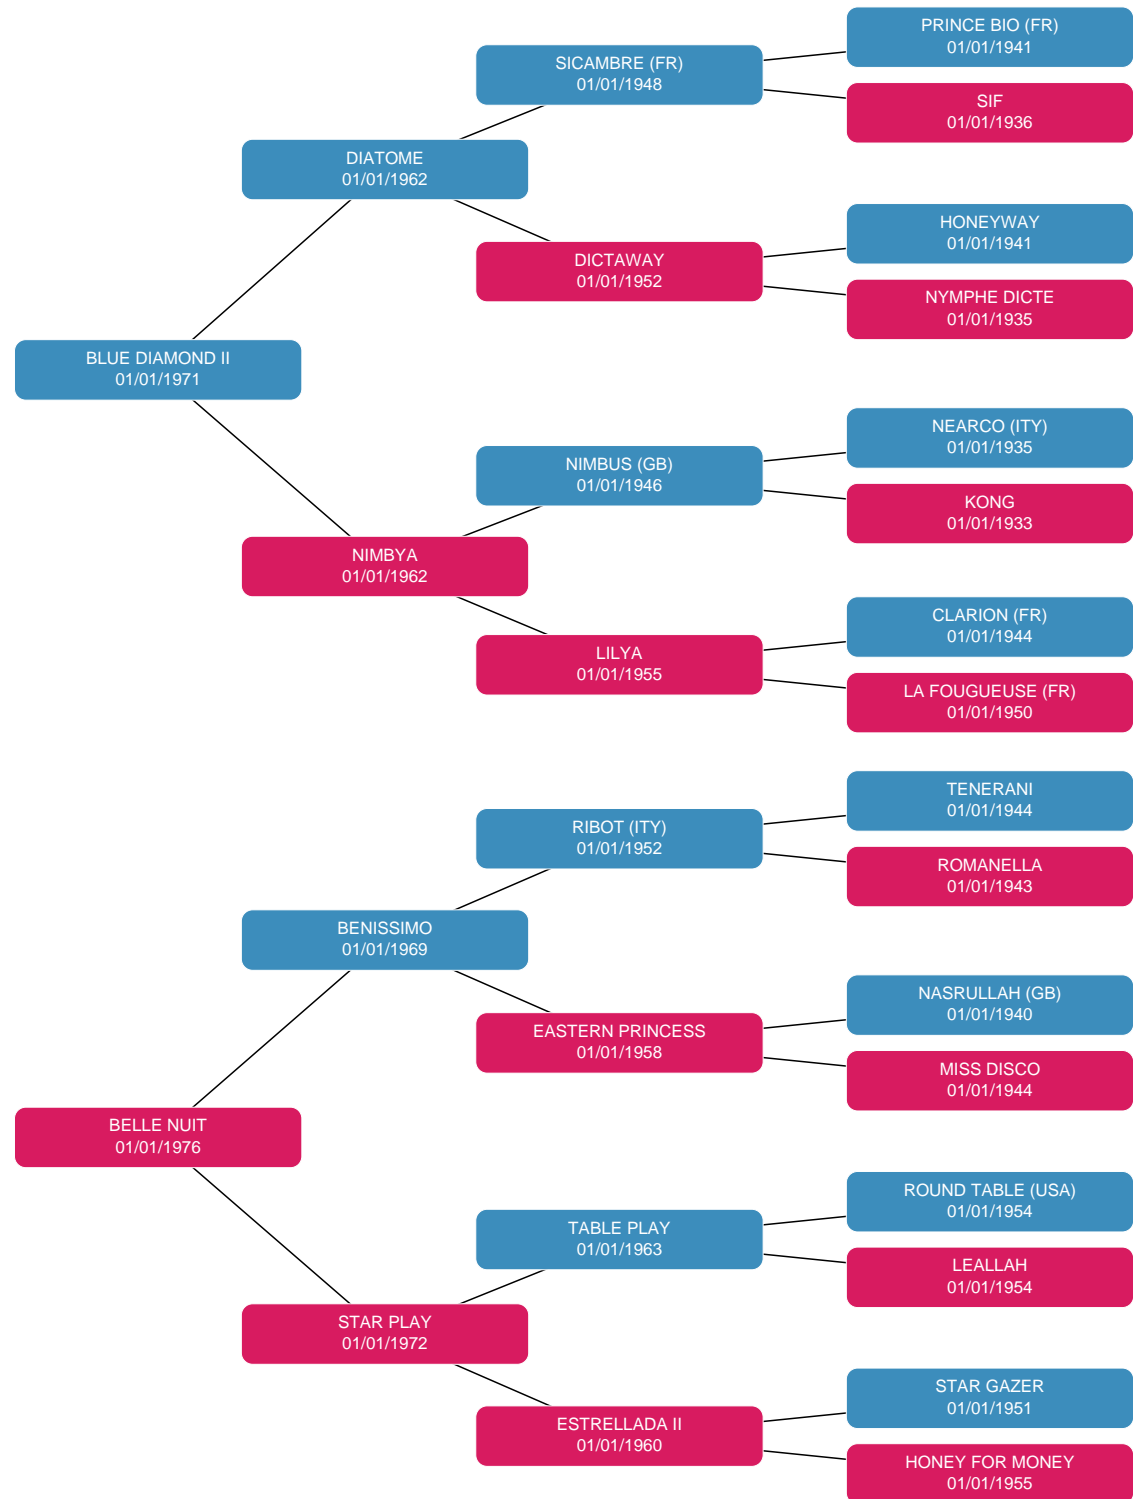 PRINCE BIO (FR)
01/01/1941
SICAMBRE (FR)
01/01/1948
SIF
01/01/1936
DIATOME
01/01/1962
HONEYWAY
01/01/1941
DICTAWAY
01/01/1952
NYMPHE DICTE
01/01/1935
BLUE DIAMOND II
01/01/1971
NEARCO (ITY)
01/01/1935
NIMBUS (GB)
01/01/1946
KONG
01/01/1933
NIMBYA
01/01/1962
CLARION (FR)
01/01/1944
LILYA
01/01/1955
LA FOUGUEUSE (FR)
01/01/1950
TENERANI
01/01/1944
RIBOT (ITY)
01/01/1952
ROMANELLA
01/01/1943
BENISSIMO
01/01/1969
NASRULLAH (GB)
01/01/1940
EASTERN PRINCESS
01/01/1958
MISS DISCO
01/01/1944
BELLE NUIT
01/01/1976
ROUND TABLE (USA)
01/01/1954
TABLE PLAY
01/01/1963
LEALLAH
01/01/1954
STAR PLAY
01/01/1972
STAR GAZER
01/01/1951
ESTRELLADA II
01/01/1960
HONEY FOR MONEY
01/01/1955